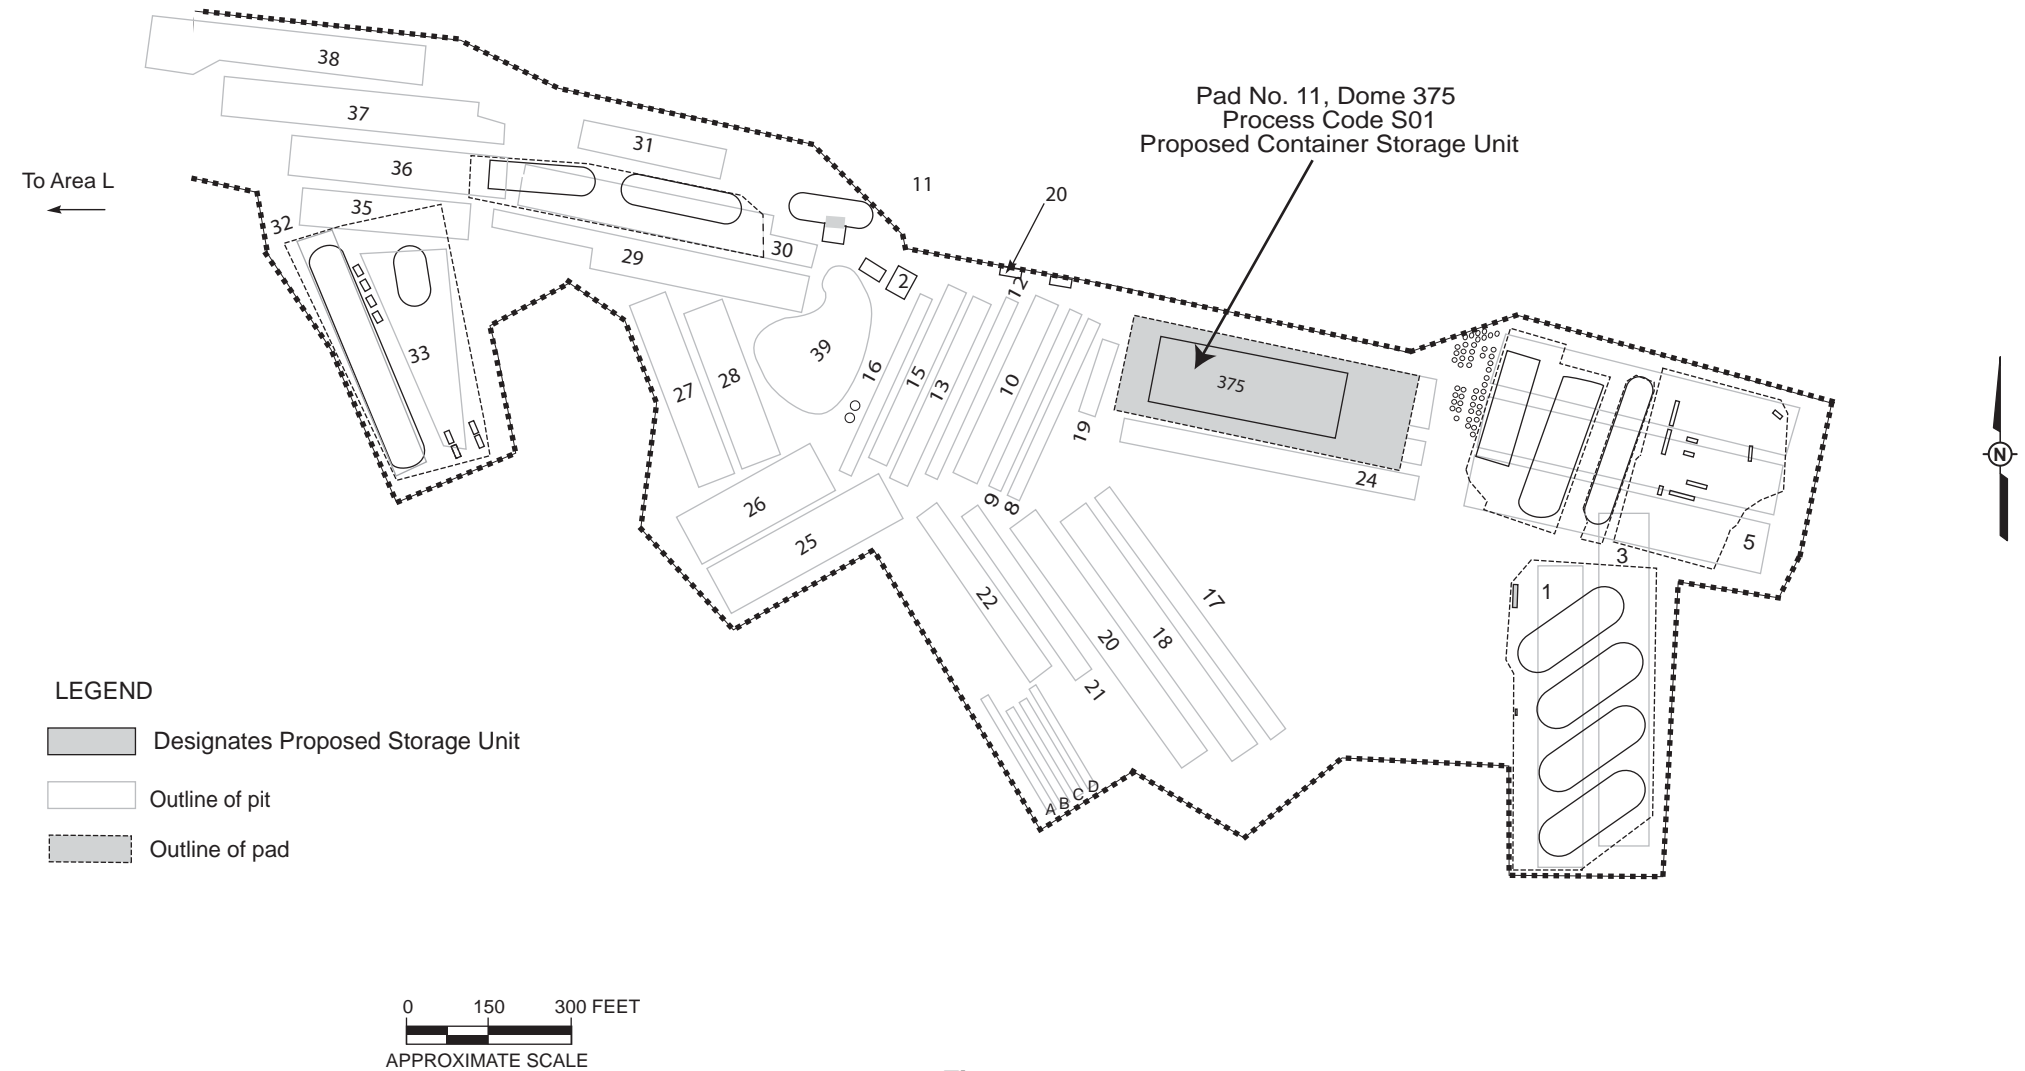 38
Pad No. 11, Dome 375
Process Code S01
Proposed Container Storage Unit
37
31
36
To Area L
11
20
35
32
30
29
2
12
N
33
39
16
15
13
10
27
28
375
19
24
9
8
26
25
5
3
1
22
17
20
18
21
LEGEND
Designates Proposed Storage Unit
Outline of pit
Outline of pad
A B C D
0 150 300 FEET
APPROXIMATE SCALE